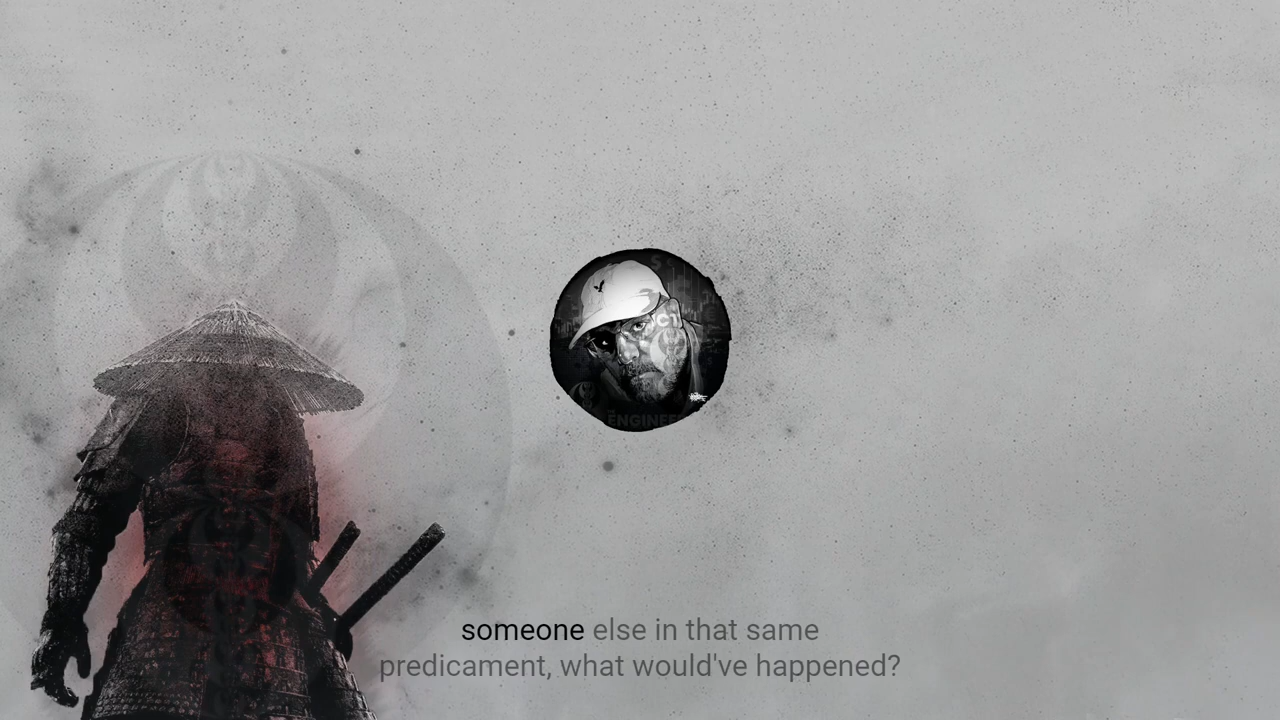 someone else in that same
predicament, what would've happened?